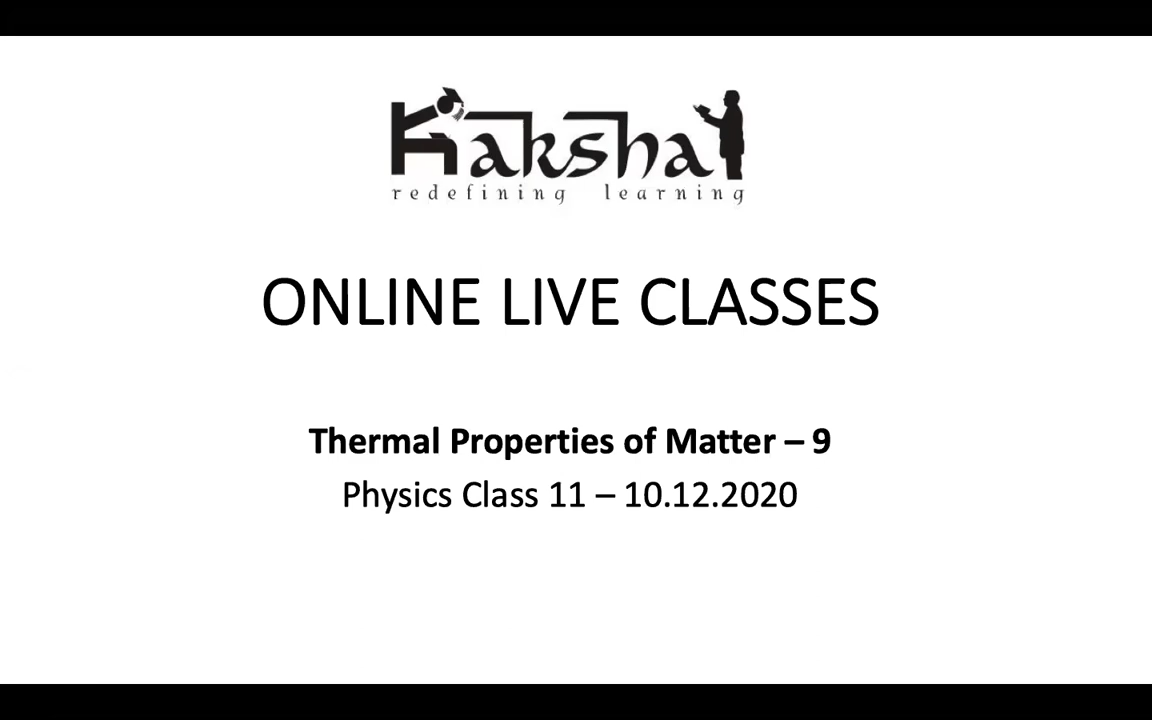 Kaksha
redefining learning
ONLINE LIVE CLASSES
Thermal Properties of Matter – 9
Physics Class 11 – 10.12.2020